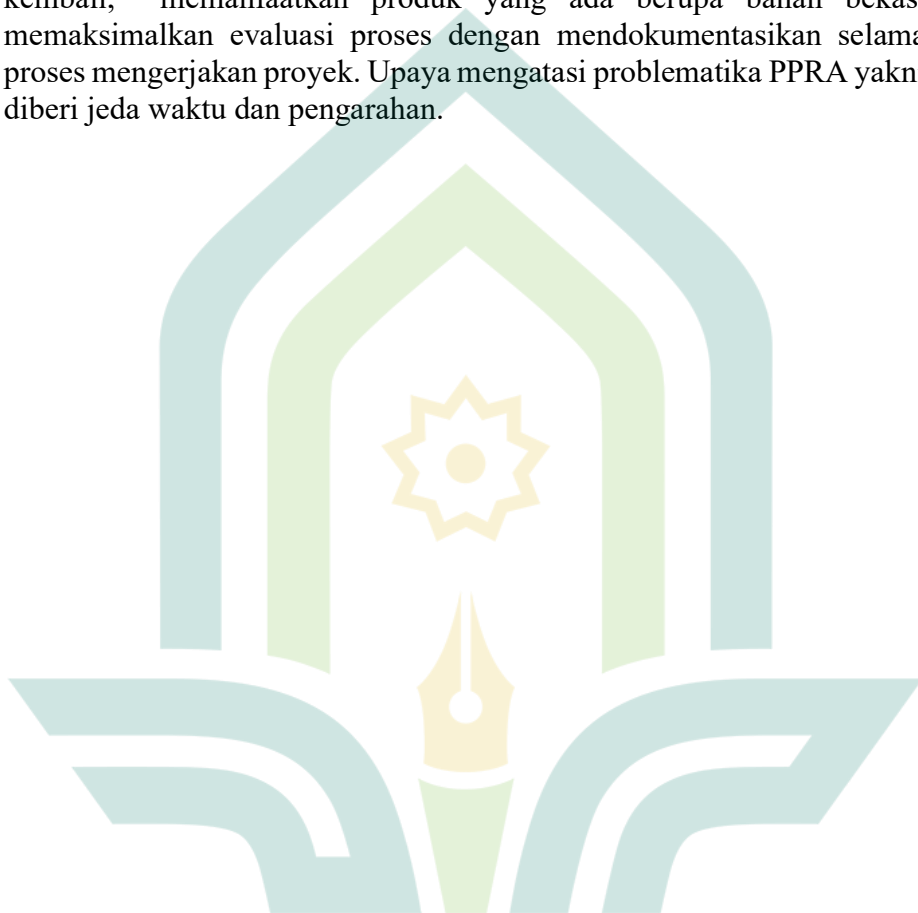 kembali, memanfaatkan produk yang ada berupa bahan bekas
memaksimalkan evaluasi proses dengan mendokumentasikan selama
proses mengerjakan proyek. Upaya mengatasi problematika PPRA yakn
diberi jeda waktu dan pengarahan.